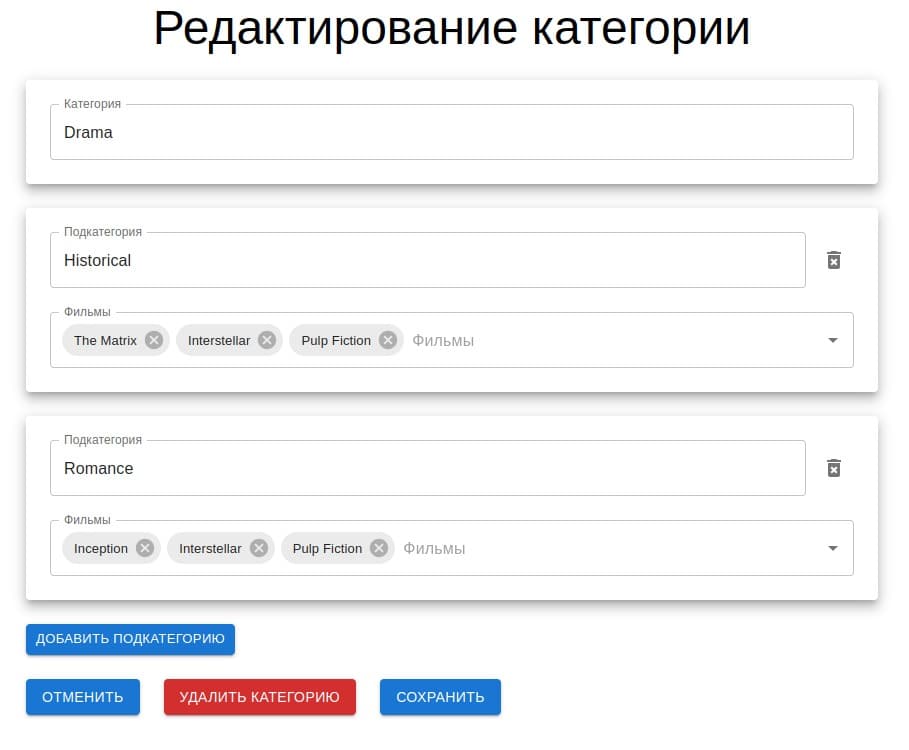 Редактирование категории
Категория
Drama
Подкатегория
Historical
Фильмы
The Matrix Interstellar Pulp Fiction Фильмы
Подкатегория
Romance
Фильмы
Inception Interstellar Pulp Fiction Фильмы
ДОБАВИТЬ ПОДКАТЕГОРИЮ
ОТМЕНИТЬ УДАЛИТЬ КАТЕГОРИЮ СОХРАНИТЬ